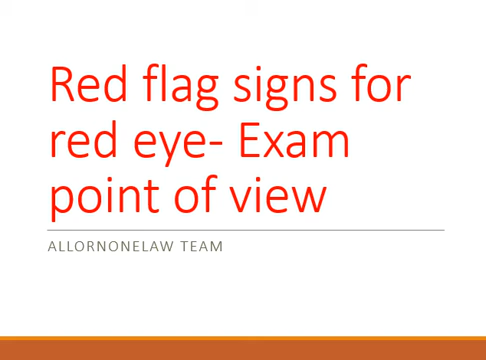 Red flag signs for
red eye- Exam
point of view
ALLORNONELAW TEAM